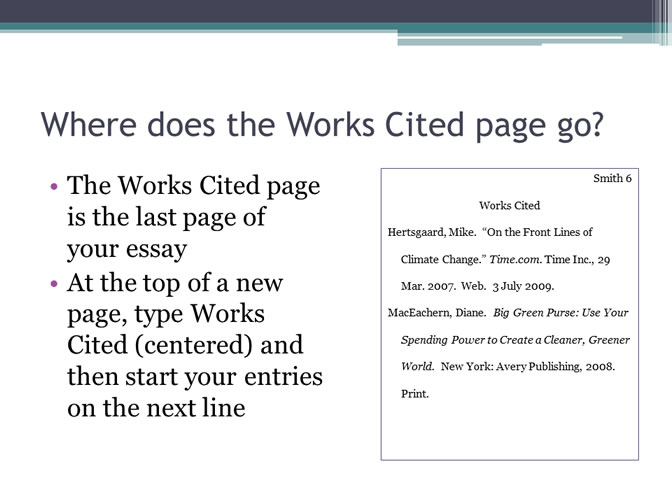 Where does the Works Cited page go?
• The Works Cited page
is the last page of
your essay
• At the top of a new
page, type Works
Cited (centered) and
then start your entries
on the next line
Smith 6
Works Cited
Hertsgaard, Mike. “On the Front Lines of
Climate Change.” Time.com. Time Inc., 29
Mar. 2007. Web. 3 July 2009.
MacEachern, Diane. Big Green Purse: Use Your
Spending Power to Create a Cleaner, Greener
World. New York: Avery Publishing, 2008.
Print.